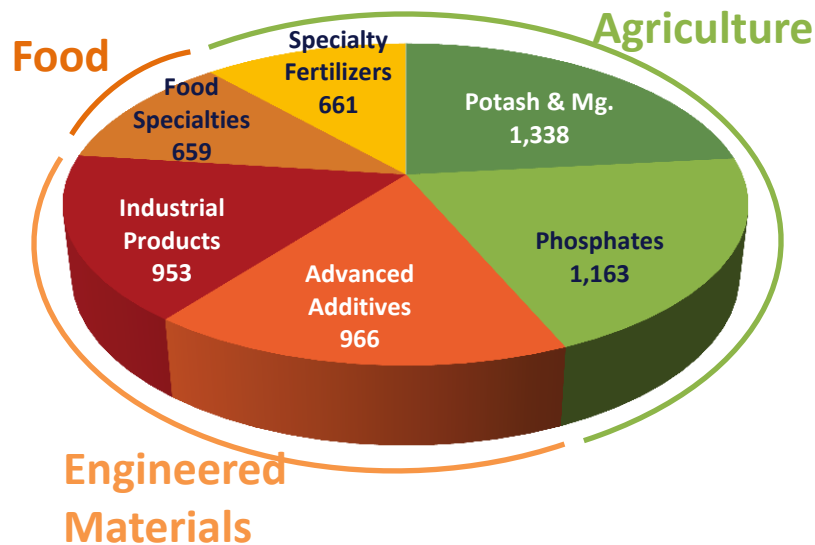 Food
Agriculture
Specialty
Fertilizers
661
Potash & Mg.
1,338
Food
Specialties
659
Phosphates
1,163
Industrial
Products
953
Advanced
Additives
966
Engineered
Materials